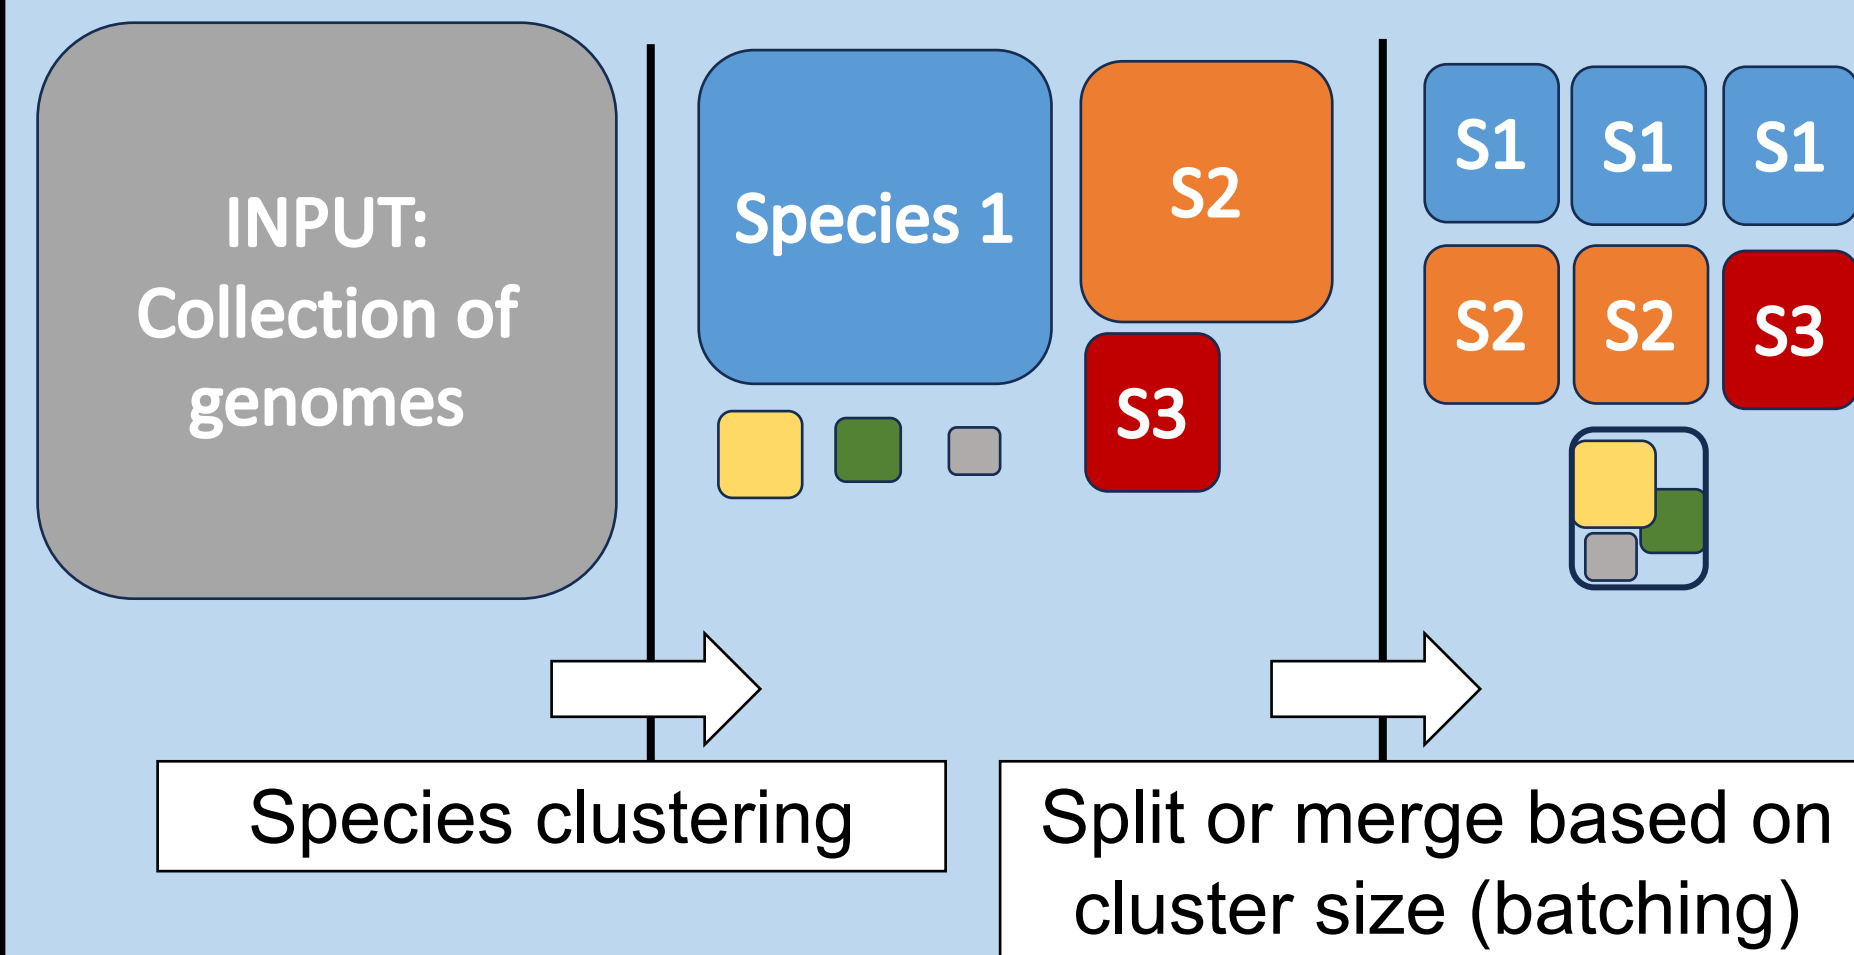 INPUT:
Collection of
genomes
Species 1
S2
S3
S1 S1 S1
S2 S2 S3
Species clustering
Split or merge based on
cluster size (batching)